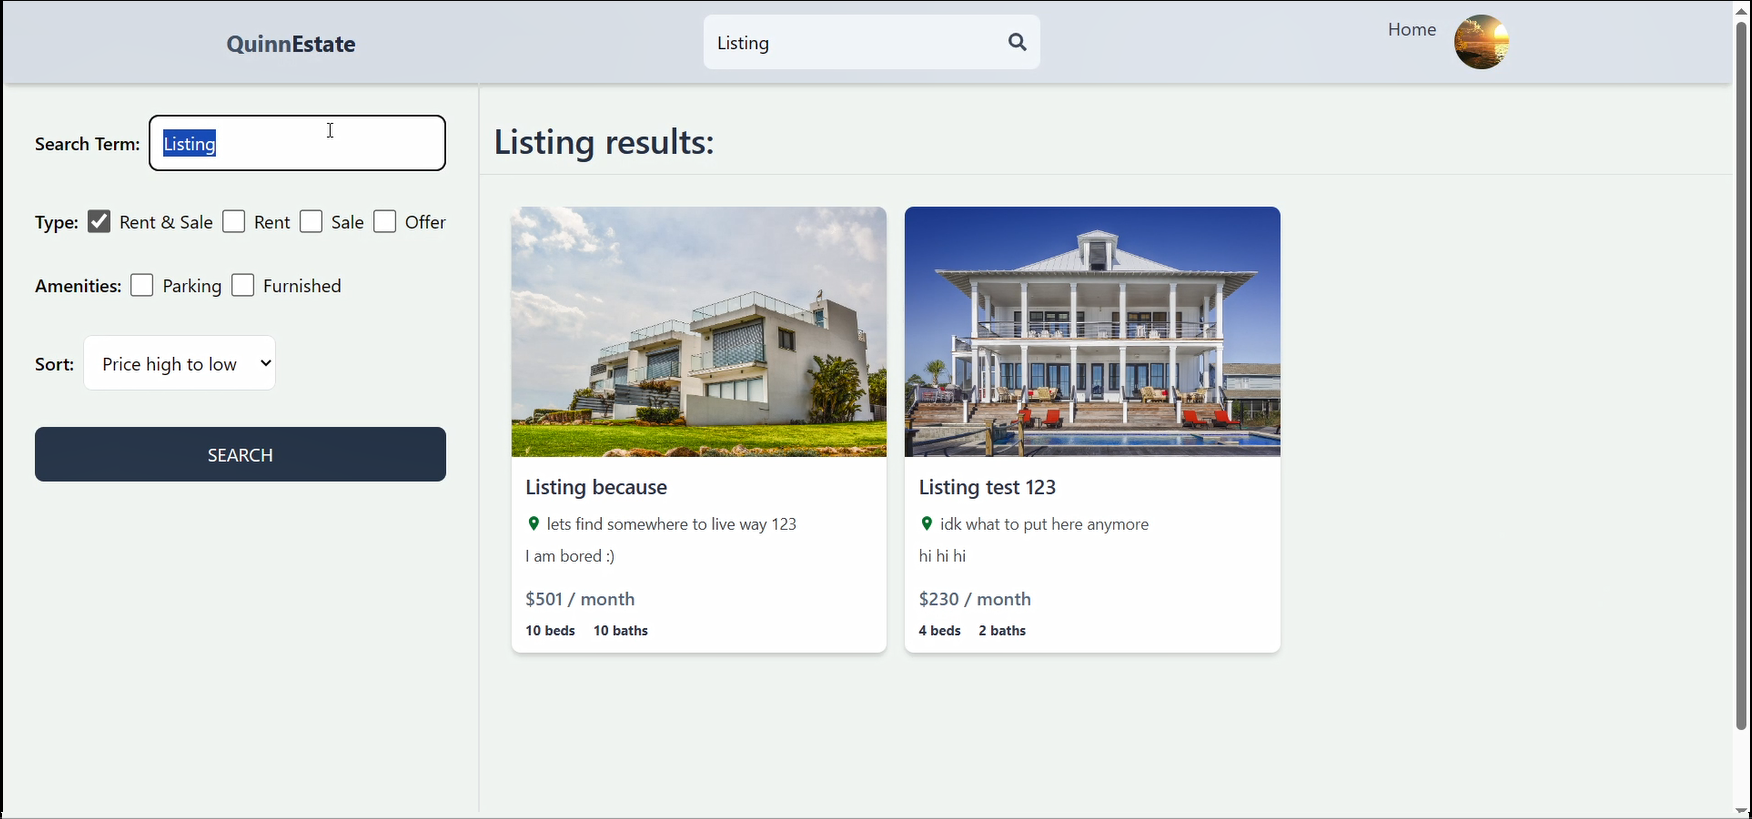 QuinnEstate
Listing
Home
Search Term: Listing
Type: Rent & Sale Rent Sale Offer
Amenities: Parking Furnished
Sort: Price high to low
SEARCH
Listing results:
Listing because
lets find somewhere to live way 123
I am bored :)
$501 / month
10 beds 10 baths
Listing test 123
idk what to put here anymore
hi hi hi
$230 / month
4 beds 2 baths